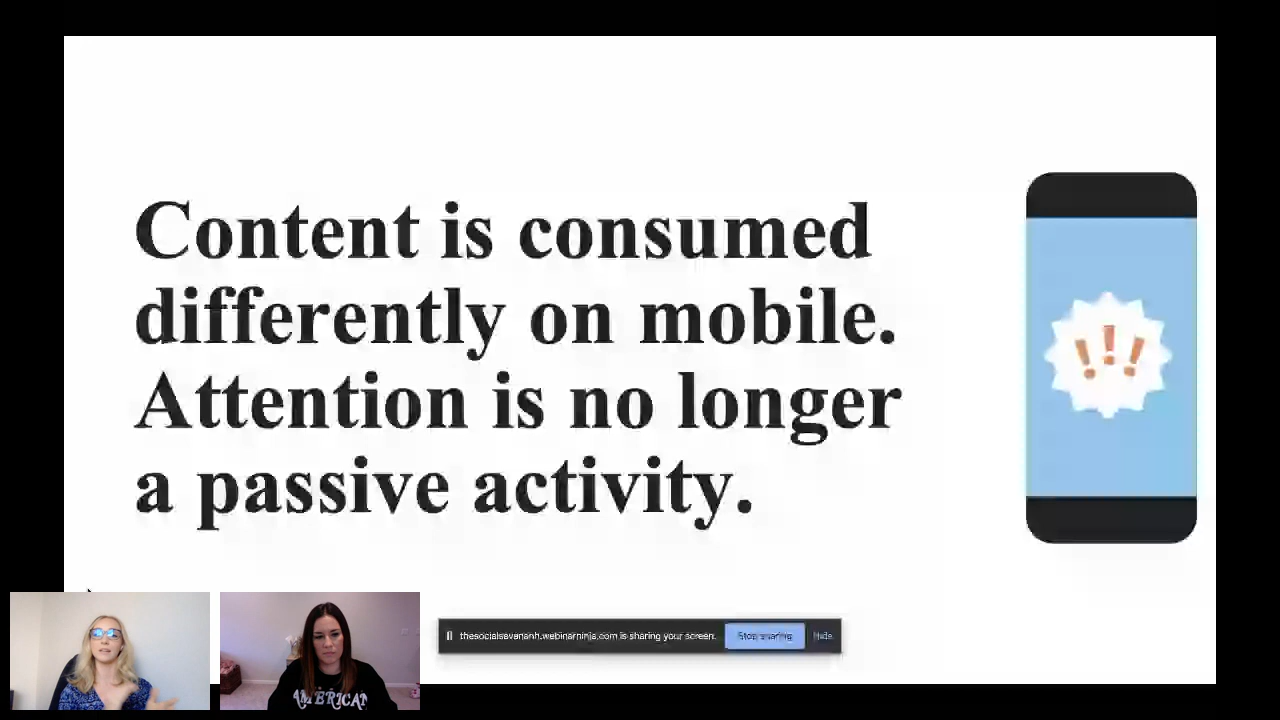 Content is consumed
differently on mobile.
Attention is no longer
a passive activity.
!!!
thesocialsavannah.webinarninja.com is sharing your screen.
Stop sharing
Hide
AMERICAN